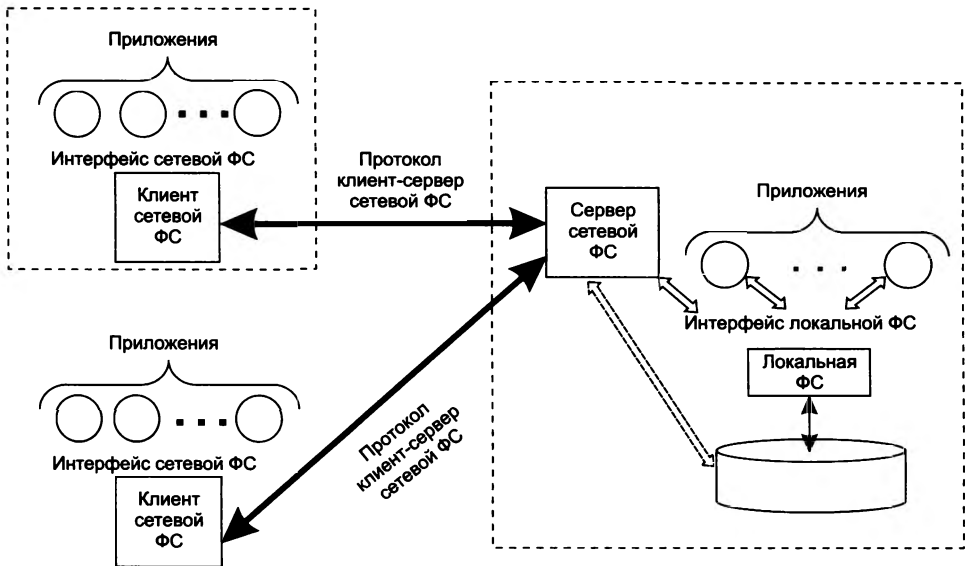 Приложения
Интерфейс сетевой ФС
Клиент
сетевой
ФС
Протокол
клиент-сервер
сетевой ФС
Сервер
сетевой
ФС
Приложения
Интерфейс локальной ФС
Локальная
ФС
Приложения
Интерфейс сетевой ФС
Клиент
сетевой
ФС
Протокол
клиент-сервер
сетевой ФС